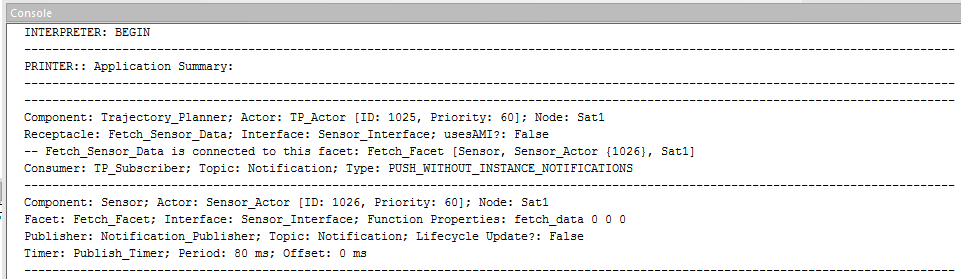 Console
INTERPRETER: BEGIN
--------------------------------------------------------------------------------------------------------------------------------------
PRINTER:: Application Summary:
--------------------------------------------------------------------------------------------------------------------------------------
--------------------------------------------------------------------------------------------------------------------------------------
Component: Trajectory_Planner; Actor: TP_Actor [ID: 1025, Priority: 60]; Node: Sat1
Receptacle: Fetch_Sensor_Data; Interface: Sensor_Interface; usesAMI?: False
-- Fetch_Sensor_Data is connected to this facet: Fetch_Facet [Sensor, Sensor_Actor {1026}, Sat1]
Consumer: TP_Subscriber; Topic: Notification; Type: PUSH_WITHOUT_INSTANCE_NOTIFICATIONS
--------------------------------------------------------------------------------------------------------------------------------------
Component: Sensor; Actor: Sensor_Actor [ID: 1026, Priority: 60]; Node: Sat1
Facet: Fetch_Facet; Interface: Sensor_Interface; Function Properties: fetch_data 0 0 0
Publisher: Notification_Publisher; Topic: Notification; Lifecycle Update?: False
Timer: Publish_Timer; Period: 80 ms; Offset: 0 ms
--------------------------------------------------------------------------------------------------------------------------------------